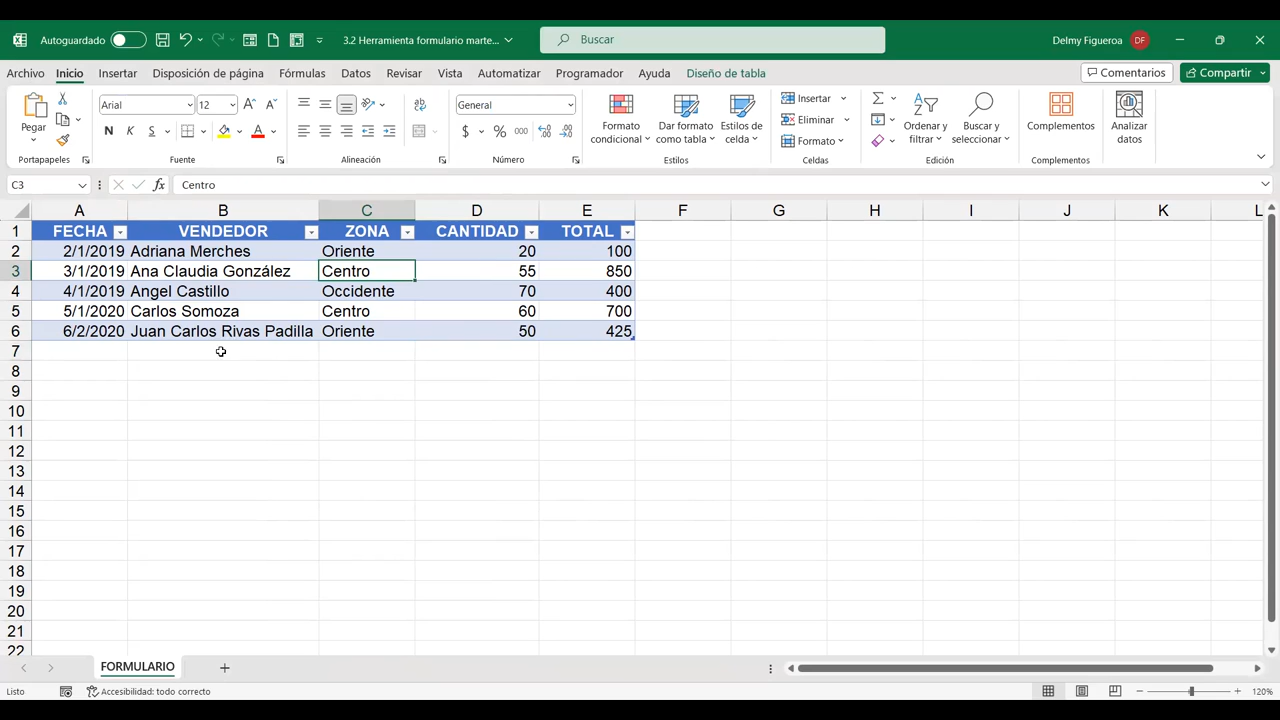 Autoguardado
3.2 Herramienta formulario marte...
Buscar
Delmy Figueroa
DF
Archivo Inicio Insertar Disposición de página Fórmulas Datos Revisar Vista Automatizar Programador Ayuda Diseño de tabla
Comentarios
Compartir
Pegar
Portapapeles
Arial
12
N K S
Fuente
Alineación
General
$ % 000
Número
Formato condicional
Dar formato como tabla
Estilos de celda
Estilos
Insertar
Eliminar
Formato
Celdas
Ordenar y filtrar
Buscar y seleccionar
Edición
Complementos
Complementos
Analizar datos
C3
fx
Centro
A B C D E F G H I J K L
1 FECHA VENDEDOR ZONA CANTIDAD TOTAL
2 2/1/2019 Adriana Merches Oriente 20 100
3 3/1/2019 Ana Claudia González Centro 55 850
4 4/1/2019 Angel Castillo Occidente 70 400
5 5/1/2020 Carlos Somoza Centro 60 700
6 6/2/2020 Juan Carlos Rivas Padilla Oriente 50 425
7
8
9
10
11
12
13
14
15
16
17
18
19
20
21
22
FORMULARIO
Listo
Accesibilidad: todo correcto
120%